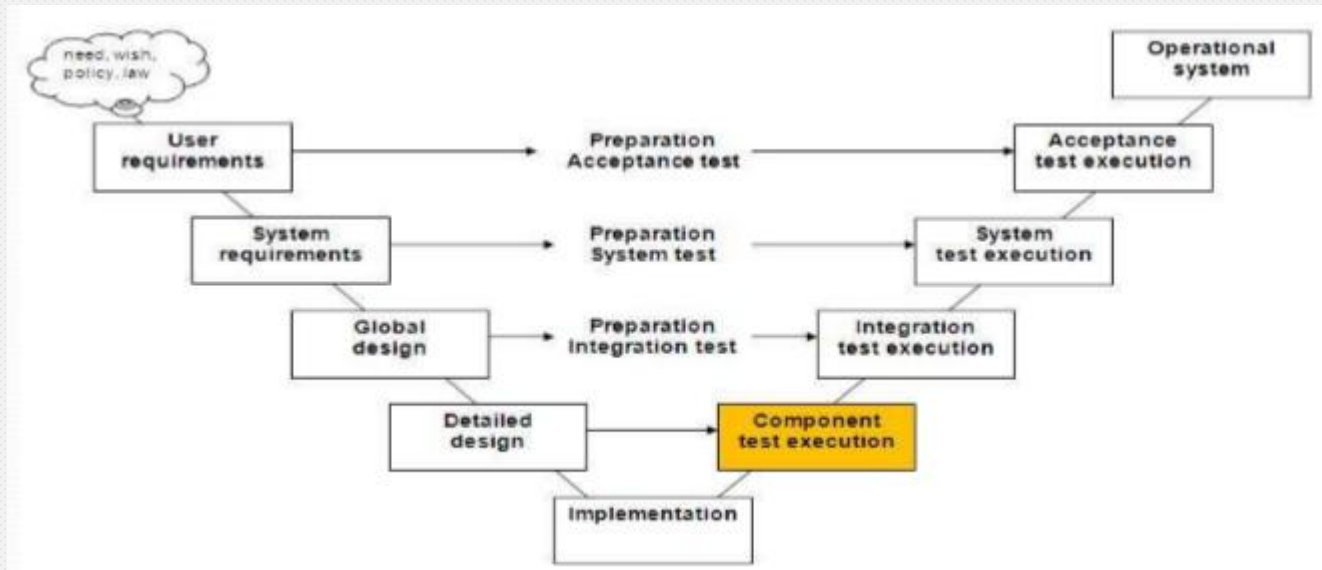 need, wish,
policy, law
Operational
system
User
requirements
Preparation
Acceptance test
Acceptance
test execution
System
requirements
Preparation
System test
System
test execution
Global
design
Preparation
Integration test
Integration
test execution
Detailed
design
Component
test execution
Implementation